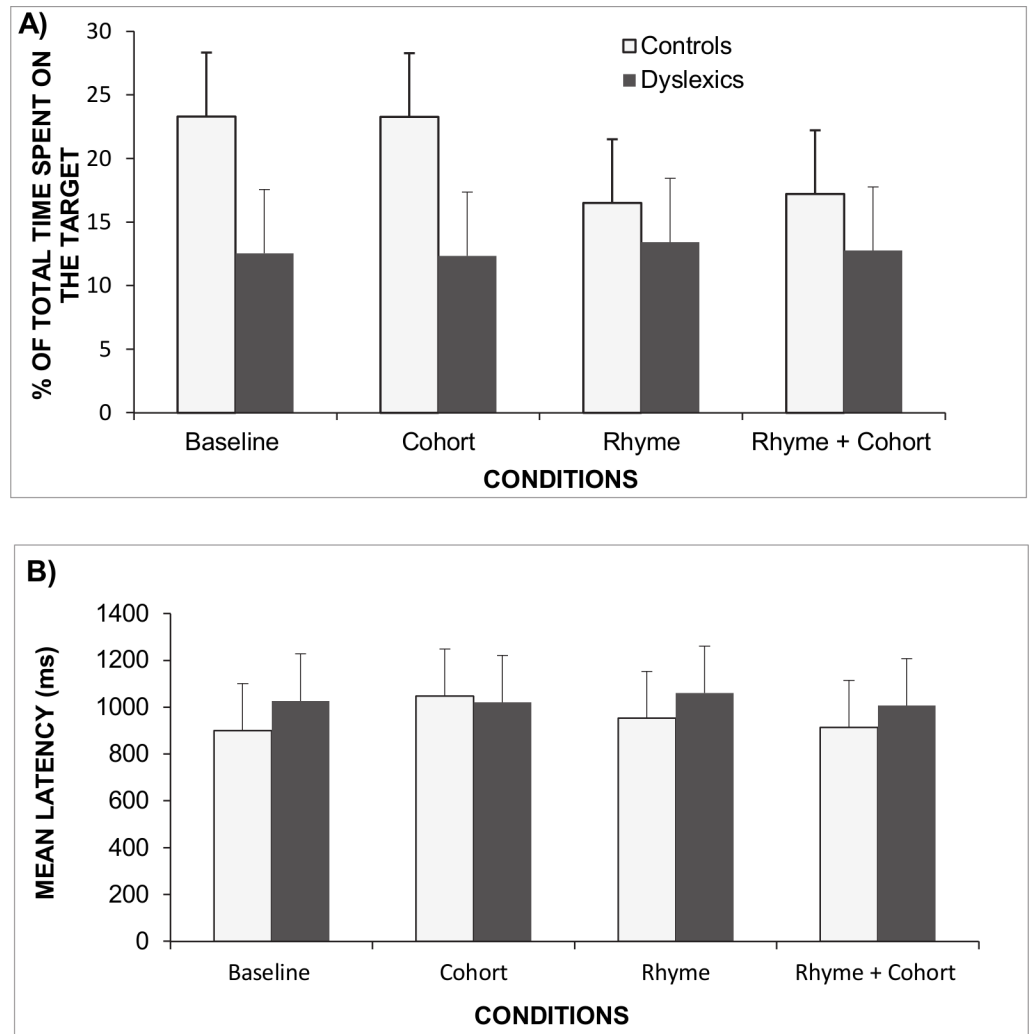 A)
% OF TOTAL TIME SPENT ON
THE TARGET
30
25
20
15
10
5
0
Controls
Dyslexics
Baseline
Cohort
Rhyme
Rhyme + Cohort
CONDITIONS
B)
MEAN LATENCY (ms)
1400
1200
1000
800
600
400
200
0
Baseline
Cohort
Rhyme
Rhyme + Cohort
CONDITIONS